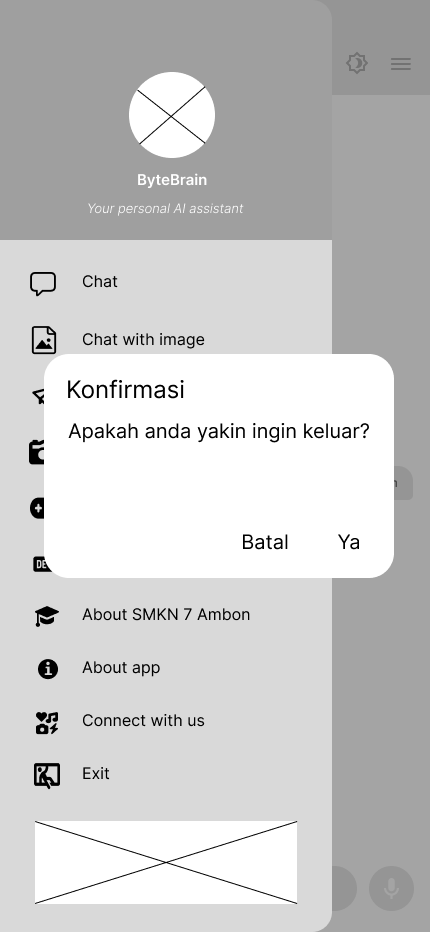 ByteBrain
Your personal AI assistant
Chat
Chat with image
Konfirmasi
Apakah anda yakin ingin keluar?
Batal
Ya
About SMKN 7 Ambon
About app
Connect with us
Exit